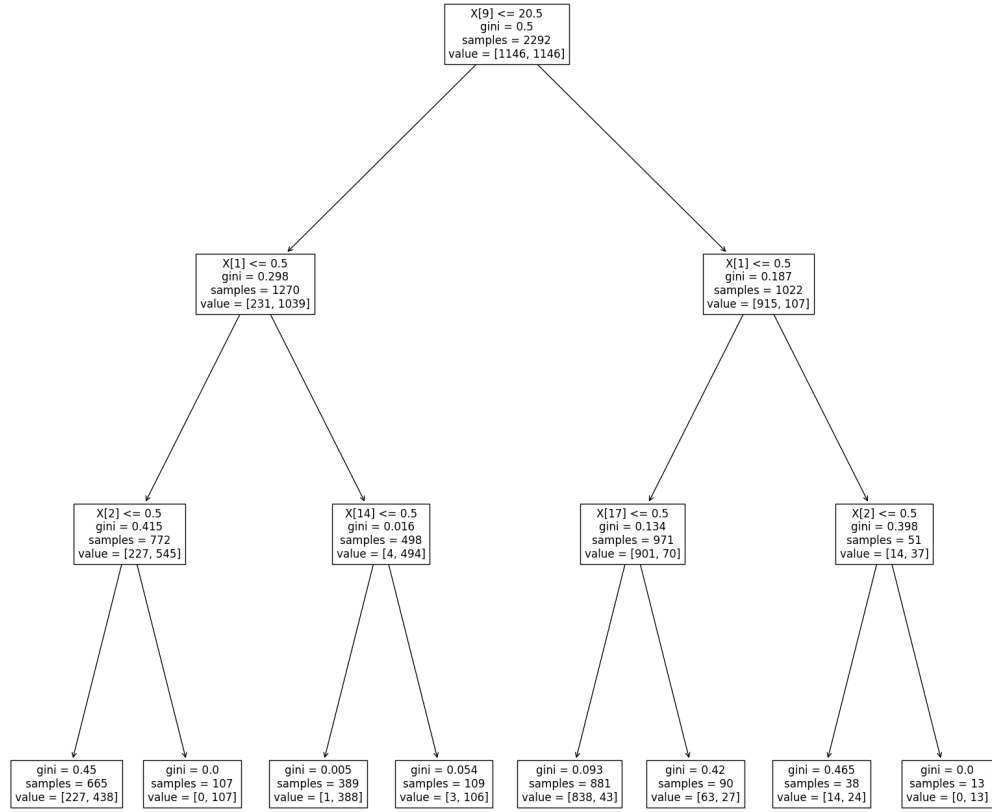 X[9] <= 20.5
gini = 0.5
samples = 2292
value = [1146, 1146]
X[1] <= 0.5
gini = 0.298
samples = 1270
value = [231, 1039]
X[1] <= 0.5
gini = 0.187
samples = 1022
value = [915, 107]
X[2] <= 0.5
gini = 0.415
samples = 772
value = [227, 545]
X[14] <= 0.5
gini = 0.016
samples = 498
value = [4, 494]
X[17] <= 0.5
gini = 0.134
samples = 971
value = [901, 70]
X[2] <= 0.5
gini = 0.398
samples = 51
value = [14, 37]
gini = 0.45
samples = 665
value = [227, 438]
gini = 0.0
samples = 107
value = [0, 107]
gini = 0.005
samples = 389
value = [1, 388]
gini = 0.054
samples = 109
value = [3, 106]
gini = 0.093
samples = 881
value = [838, 43]
gini = 0.42
samples = 90
value = [63, 27]
gini = 0.465
samples = 38
value = [14, 24]
gini = 0.0
samples = 13
value = [0, 13]